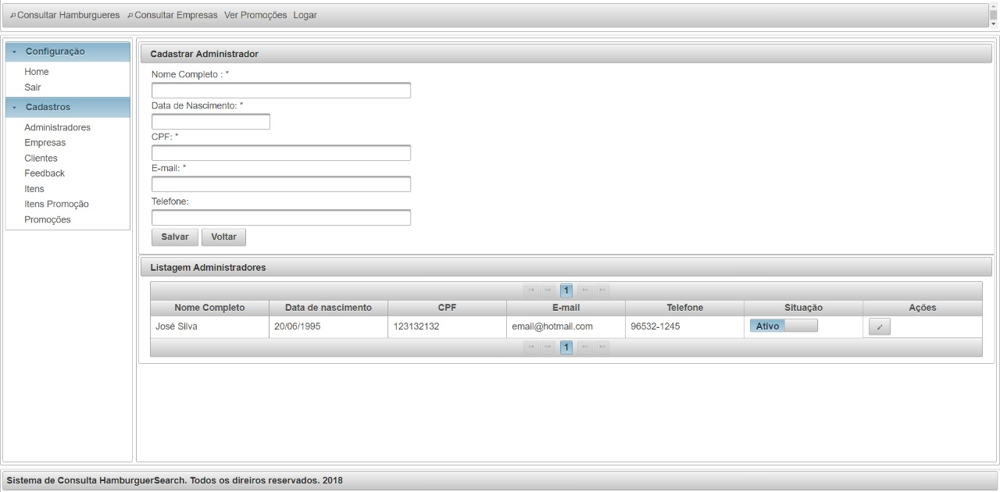 Consultar Hamburgueres Consultar Empresas Ver Promoções Logar
Configuração
Home
Sair
Cadastros
Administradores
Empresas
Clientes
Feedback
Itens
Itens Promoção
Promoções
Cadastrar Administrador
Nome Completo : *
Data de Nascimento: *
CPF: *
E-mail: *
Telefone:
Salvar Voltar
Listagem Administradores
1
Nome Completo Data de nascimento CPF E-mail Telefone Situação Ações
José Silva 20/06/1995 123132132 email@hotmail.com 96532-1245 Ativo
1
Sistema de Consulta HamburguerSearch. Todos os direiros reservados. 2018